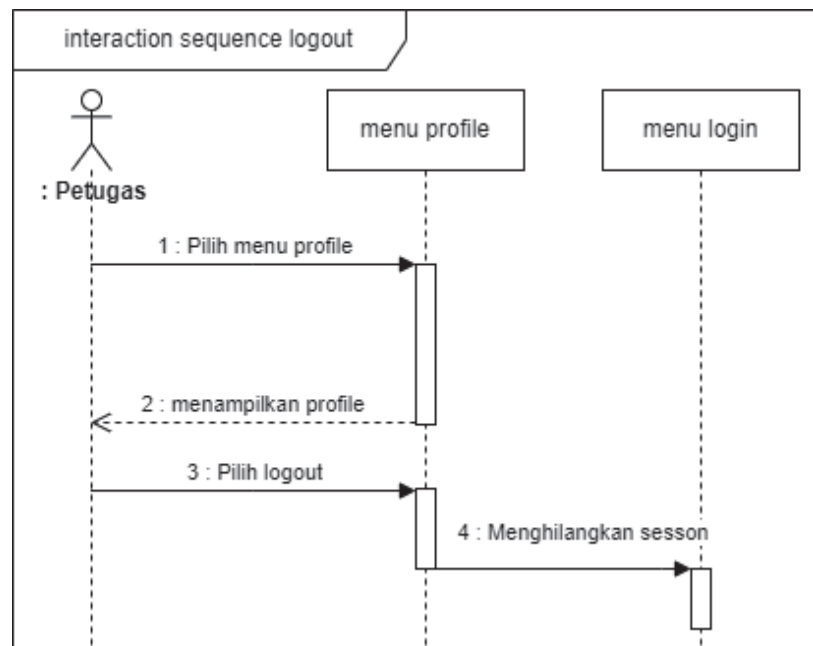 interaction sequence logout
menu profile
menu login
: Petugas
1 : Pilih menu profile
2 : menampilkan profile
3 : Pilih logout
4 : Menghilangkan sesson